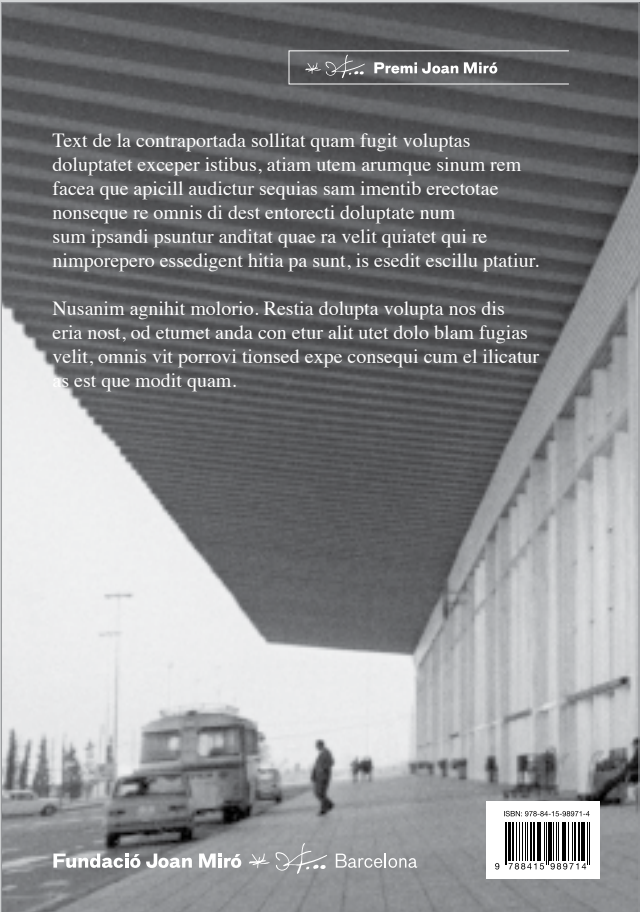 Premi Joan Miró
Text de la contraportada sollitat quam fugit voluptas
doluptatet exceper istibus, atiam utem arumque sinum rem
facea que apicill audictur sequias sam imentib erectotae
nonseque re omnis di dest entorecti doluptate num
sum ipsandi psuntur anditat quae ra velit quiatet qui re
nimporepero essedigent hitia pa sunt, is esedit escillu ptatiur.
Nusanim agnihit molorio. Restia dolupta volupta nos dis
eria nost, od etumet anda con etur alit utet dolo blam fugias
velit, omnis vit porrovi tionsed expe consequi cum el ilicatur
as est que modit quam.
ISBN: 978-84-15-98971-4
9 788415 989714
Fundació Joan Miró Barcelona